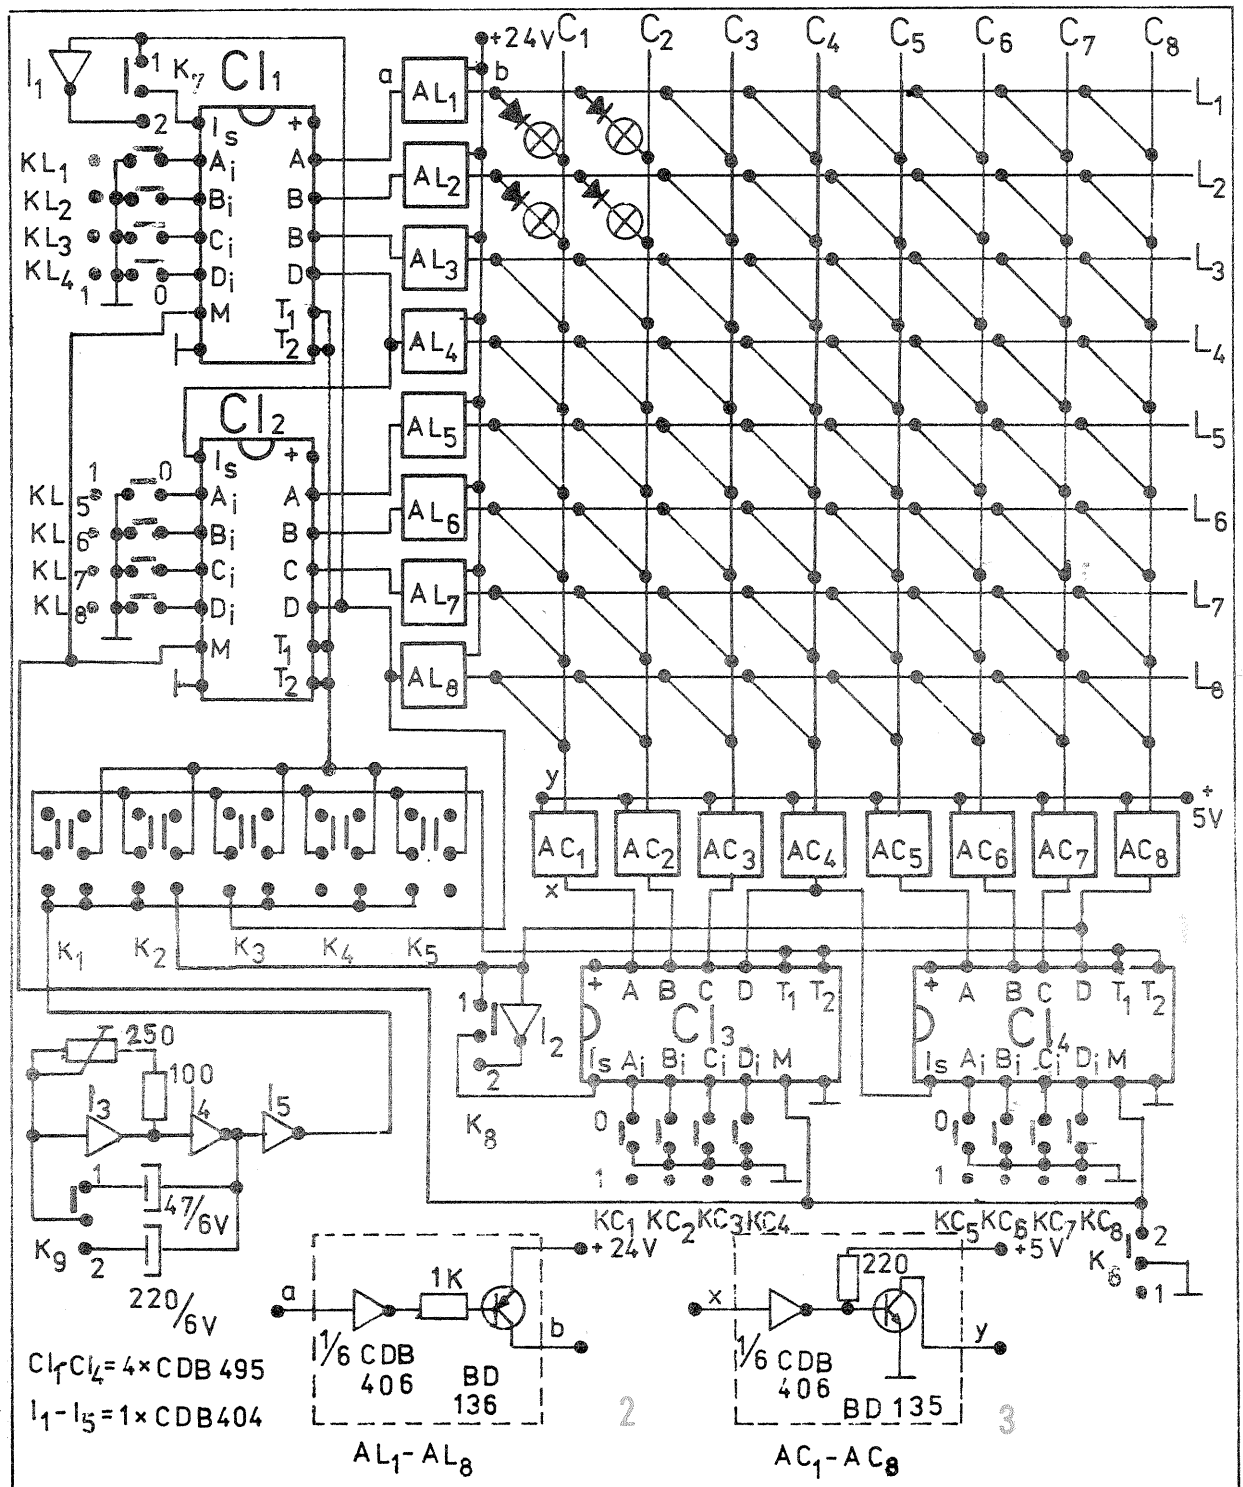 +24V C1 C2 C3 C4 C5 C6 C7 C8
I1 1 K7 CI1 a AL1 b L1
2 Is +
KL1 Ai A AL2 L2
KL2 Bi B
KL3 Ci B AL3 L3
KL4 Di D
1 0 M T1
T2 AL4 L4
CI2
Is + AL5 L5
1 0
KL5 Ai A
KL6 Bi B AL6 L6
KL7 Ci C AL7 L7
KL8 Di D
M T1
T2 AL8 L8
y + 5V
AC1 AC2 AC3 AC4 AC5 AC6 AC7 AC8
x
K1 K2 K3 K4 K5
+ A B C D T1 T2 + A B C D T1 T2
1 I2 CI3 CI4
2 Is Ai Bi Ci Di M Is Ai Bi Ci Di M
K8
0 0
1 1
250
100
I3 I4 I5
1 47/6V
K9 2
220/6V
KC1 KC2 KC3 KC4 KC5 KC6 KC7 KC8
2
K6
1
+24V
a 1K b
1/6 CDB 406
BD 136
AL1-AL8
+5V
x 220 y
1/6 CDB 406
BD 135
AC1-AC8
CI1-CI4=4×CDB495
I1-I5=1×CDB404
2 3